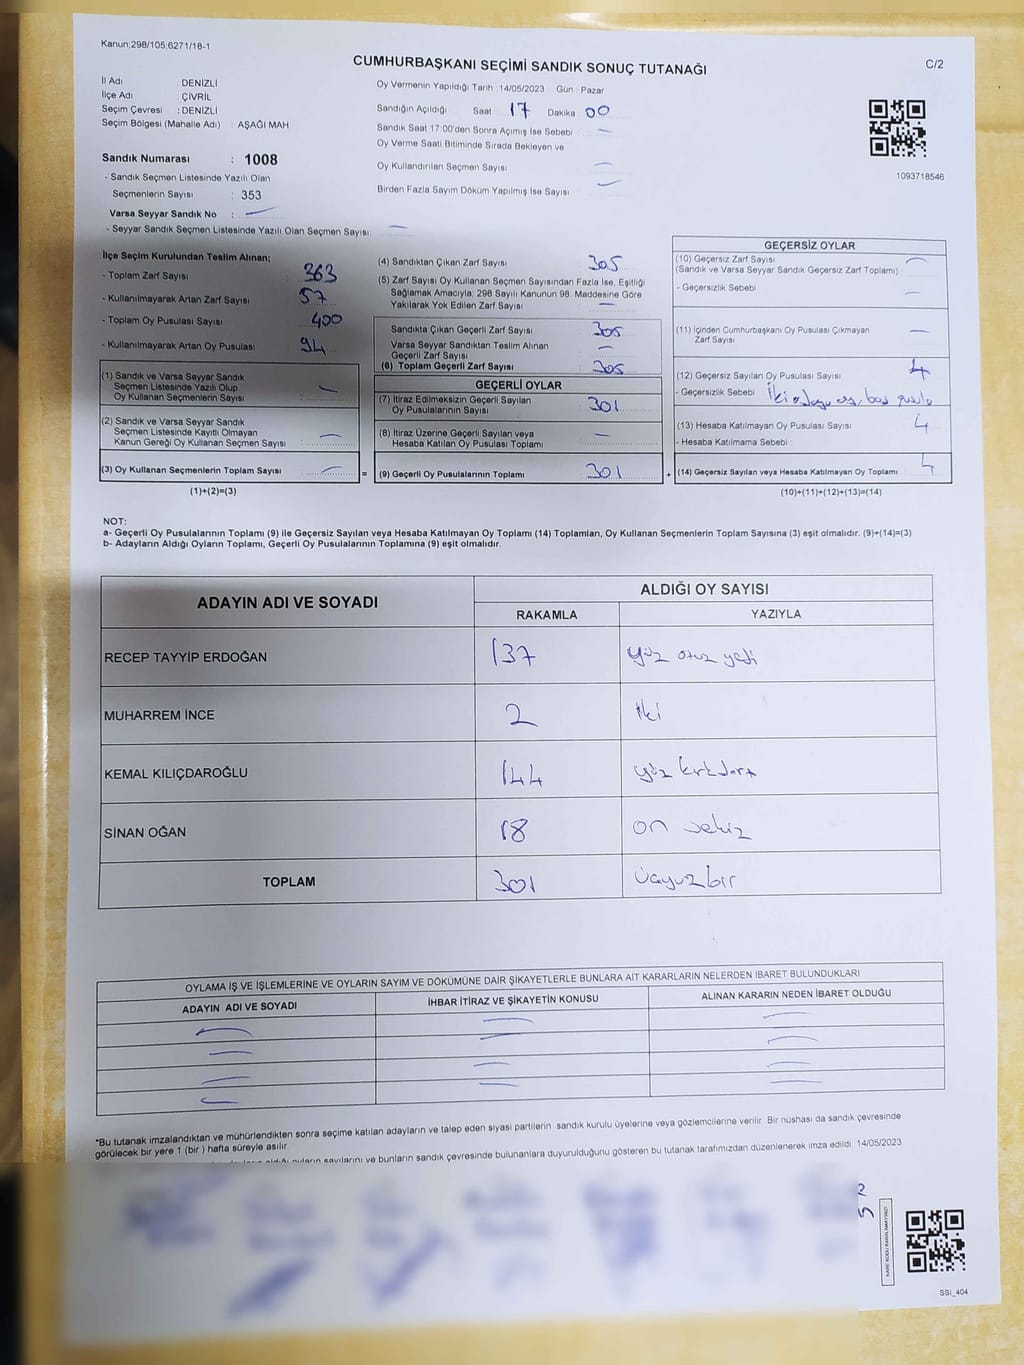 Kanun:298/105;6271/18-1
CUMHURBAŞKANI SEÇİMİ SANDIK SONUÇ TUTANAĞI
C/2
İl Adı : DENİZLİ
İlçe Adı : ÇİVRİL
Seçim Çevresi : DENİZLİ
Seçim Bölgesi (Mahalle Adı) : AŞAĞI MAH.
Sandık Numarası : 1008
- Sandık Seçmen Listesinde Yazılı Olan
Seçmenlerin Sayısı : 353
Varsa Seyyar Sandık No : —
- Seyyar Sandık Seçmen Listesinde Yazılı Olan Seçmen Sayısı: —
Oy Vermenin Yapıldığı Tarih : 14/05/2023 Gün : Pazar
Sandığın Açıldığı Saat 17 Dakika 00
Sandık Saat 17:00'den Sonra Açımış İse Sebebi : —
Oy Verme Saati Bitiminde Sırada Bekleyen ve
Oy Kullandırılan Seçmen Sayısı —
Birden Fazla Sayım Döküm Yapılmış İse Sayısı —
1093718546
İlçe Seçim Kurulundan Teslim Alınan;
- Toplam Zarf Sayısı : 363
- Kullanılmayarak Artan Zarf Sayısı : 57
- Toplam Oy Pusulası Sayısı : 400
- Kullanılmayarak Artan Oy Pusulası : 94
(1) Sandık ve Varsa Seyyar Sandık
Seçmen Listesinde Yazılı Olup
Oy Kullanan Seçmenlerin Sayısı : —
(2) Sandık ve Varsa Seyyar Sandık
Seçmen Listesinde Kayıtlı Olmayan
Kanun Gereği Oy Kullanan Seçmen Sayısı : —
(3) Oy Kullanan Seçmenlerin Toplam Sayısı : —
(1)+(2)=(3)
(4) Sandıktan Çıkan Zarf Sayısı 305
(5) Zarf Sayısı Oy Kullanan Seçmen Sayısından Fazla İse, Eşitliği
Sağlamak Amacıyla; 298 Sayılı Kanunun 98. Maddesine Göre
Yakılarak Yok Edilen Zarf Sayısı —
Sandıkta Çıkan Geçerli Zarf Sayısı 305
Varsa Seyyar Sandıktan Teslim Alınan
Geçerli Zarf Sayısı —
(6) Toplam Geçerli Zarf Sayısı 305
GEÇERLİ OYLAR
(7) İtiraz Edilmeksizin Geçerli Sayılan
Oy Pusulalarının Sayısı 301
(8) İtiraz Üzerine Geçerli Sayılan veya
Hesaba Katılan Oy Pusulası Toplamı —
= (9) Geçerli Oy Pusulalarının Toplamı 301 +
GEÇERSİZ OYLAR
(10) Geçersiz Zarf Sayısı —
(Sandık ve Varsa Seyyar Sandık Geçersiz Zarf Toplamı)
- Geçersizlik Sebebi —
(11) İçinden Cumhurbaşkanı Oy Pusulası Çıkmayan
Zarf Sayısı —
(12) Geçersiz Sayılan Oy Pusulası Sayısı 4
- Geçersizlik Sebebi İki
(13) Hesaba Katılmayan Oy Pusulası Sayısı 4
- Hesaba Katılmama Sebebi :
(14) Geçersiz Sayılan veya Hesaba Katılmayan Oy Toplamı 4
(10)+(11)+(12)+(13)=(14)
NOT:
a- Geçerli Oy Pusulalarının Toplamı (9) ile Geçersiz Sayılan veya Hesaba Katılmayan Oy Toplamı (14) Toplamları, Oy Kullanan Seçmenlerin Toplam Sayısına (3) eşit olmalıdır. (9)+(14)=(3)
b- Adayların Aldığı Oyların Toplamı, Geçerli Oy Pusulalarının Toplamına (9) eşit olmalıdır.
ADAYIN ADI VE SOYADI
ALDIĞI OY SAYISI
RAKAMLA YAZIYLA
RECEP TAYYİP ERDOĞAN 137 yüz otuz yedi
MUHARREM İNCE 2 iki
KEMAL KILIÇDAROĞLU 144 yüz kırkdört
SİNAN OĞAN 18 on sekiz
TOPLAM 301 üçyüzbir
OYLAMA İŞ VE İŞLEMLERİNE VE OYLARIN SAYIM VE DÖKÜMÜNE DAİR ŞİKAYETLERLE BUNLARA AİT KARARLARIN NELERDEN İBARET BULUNDUKLARI
ADAYIN ADI VE SOYADI İHBAR İTİRAZ VE ŞİKAYETİN KONUSU ALINAN KARARIN NEDEN İBARET OLDUĞU
"Bu tutanak imzalandıktan ve mühürlendikten sonra seçime katılan adayların ve talep eden siyasi partilerin sandık kurulu üyelerine veya gözlemcilerine verilir. Bir nüshası da sandık çevresinde
görülecek bir yere 1 (bir ) hafta süreyle asılır.
sayılarını ve bunların sandık çevresinde bulunanlara duyurulduğunu gösteren bu tutanak tarafımızdan düzenlenerek imza edildi. 14/05/2023
SSİ_404